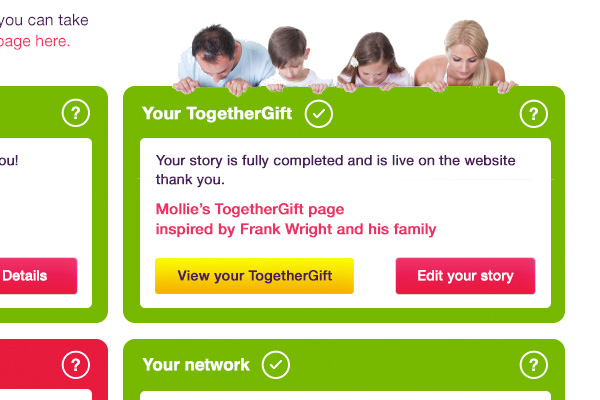 you can take
page here.
Your TogetherGift
?
?
ou!
Your story is fully completed and is live on the website
thank you.
Mollie's TogetherGift page
inspired by Frank Wright and his family
Details
View your TogetherGift
Edit your story
?
Your network
?